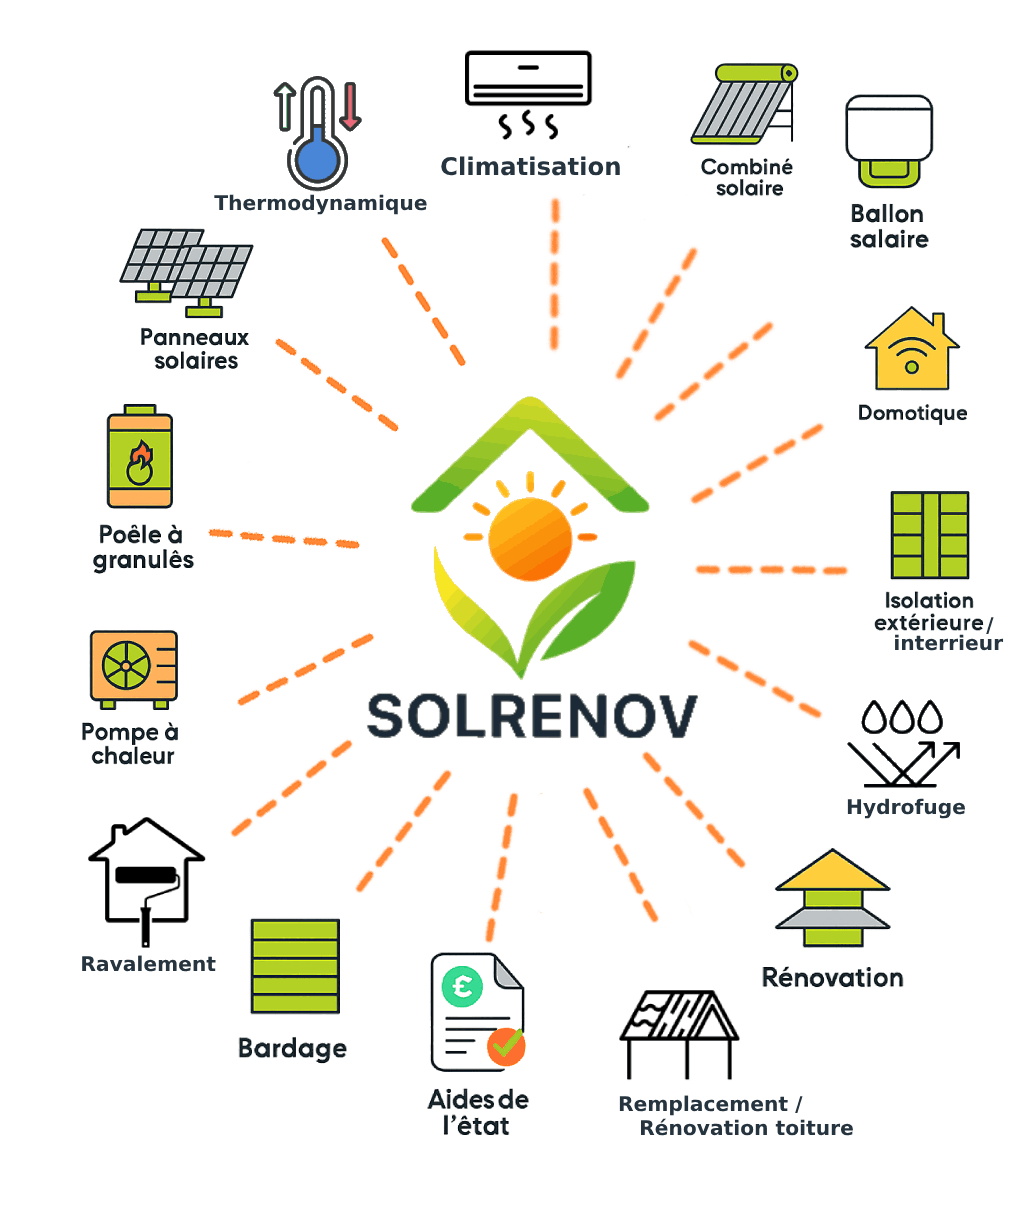 Climatisation
Combiné
solaire
Ballon
salaire
Thermodynamique
Panneaux
solaires
Domotique
Poêle à
granulês
Isolation
extérieure/
interrieur
SOLRENOV
Pompe à
chaleur
Hydrofuge
Ravalement
Rénovation
Bardage
Aides de
l'êtat
Remplacement /
Rénovation toiture